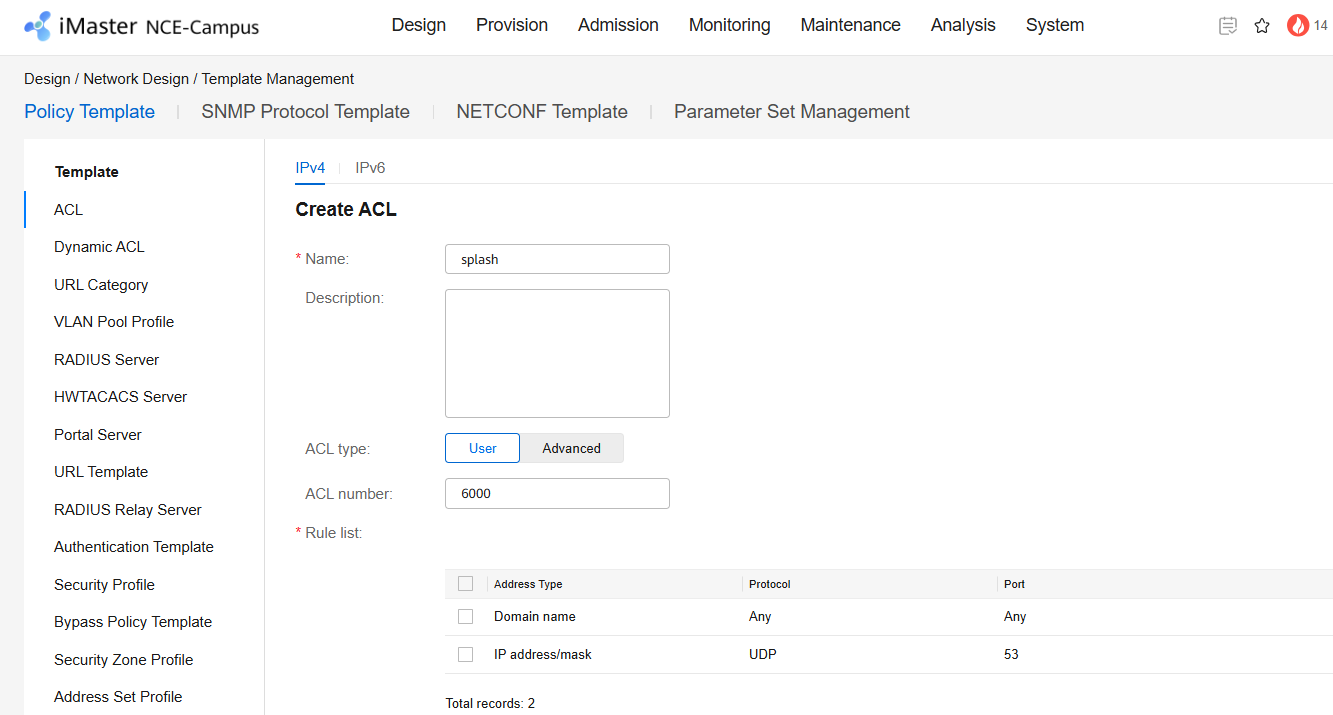 iMaster NCE-Campus
Design Provision Admission Monitoring Maintenance Analysis System
14
Design / Network Design / Template Management
Policy Template SNMP Protocol Template NETCONF Template Parameter Set Management
Template
ACL
Dynamic ACL
URL Category
VLAN Pool Profile
RADIUS Server
HWTACACS Server
Portal Server
URL Template
RADIUS Relay Server
Authentication Template
Security Profile
Bypass Policy Template
Security Zone Profile
Address Set Profile
IPv4 IPv6
Create ACL
* Name: splash
Description:
ACL type: User Advanced
ACL number: 6000
* Rule list:
Address Type Protocol Port
Domain name Any Any
IP address/mask UDP 53
Total records: 2